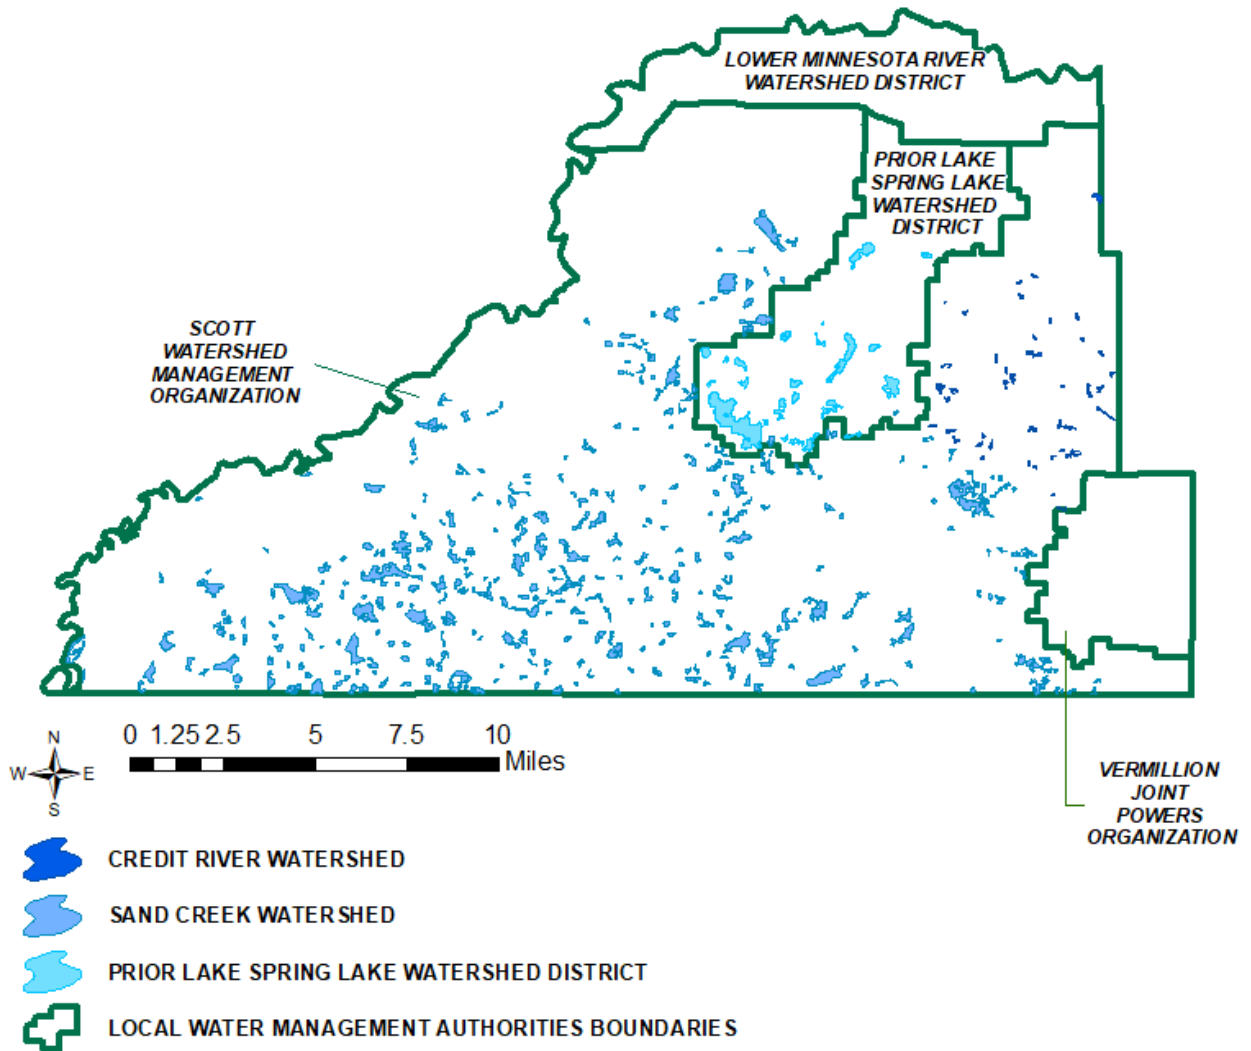 LOWER MINNESOTA RIVER
WATERSHED DISTRICT
PRIOR LAKE
SPRING LAKE
WATERSHED
DISTRICT
SCOTT
WATERSHED
MANAGEMENT
ORGANIZATION
N
W
E
S
0 1.25 2.5 5 7.5 10
Miles
VERMILLION
JOINT
POWERS
ORGANIZATION
CREDIT RIVER WATERSHED
SAND CREEK WATERSHED
PRIOR LAKE SPRING LAKE WATERSHED DISTRICT
LOCAL WATER MANAGEMENT AUTHORITIES BOUNDARIES